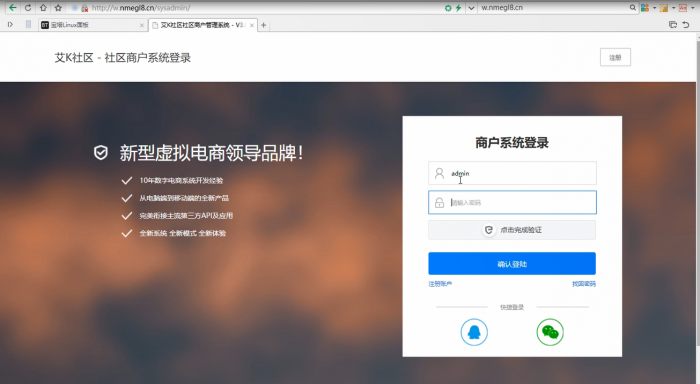 http://w.nmegl8.cn/sysadmin/
w.nmegl8.cn
BT 宝塔Linux面板
艾K社区社区商户管理系统 - V3.
艾K社区 - 社区商户系统登录
注册
新型虚拟电商领导品牌！
商户系统登录
10年数字电商系统开发经验
admin
从电脑端到移动端的全新产品
请输入密码
完美衔接主流第三方API及应用
点击完成验证
全新系统 全新模式 全新体验
确认登陆
注册账户
找回密码
快捷登录